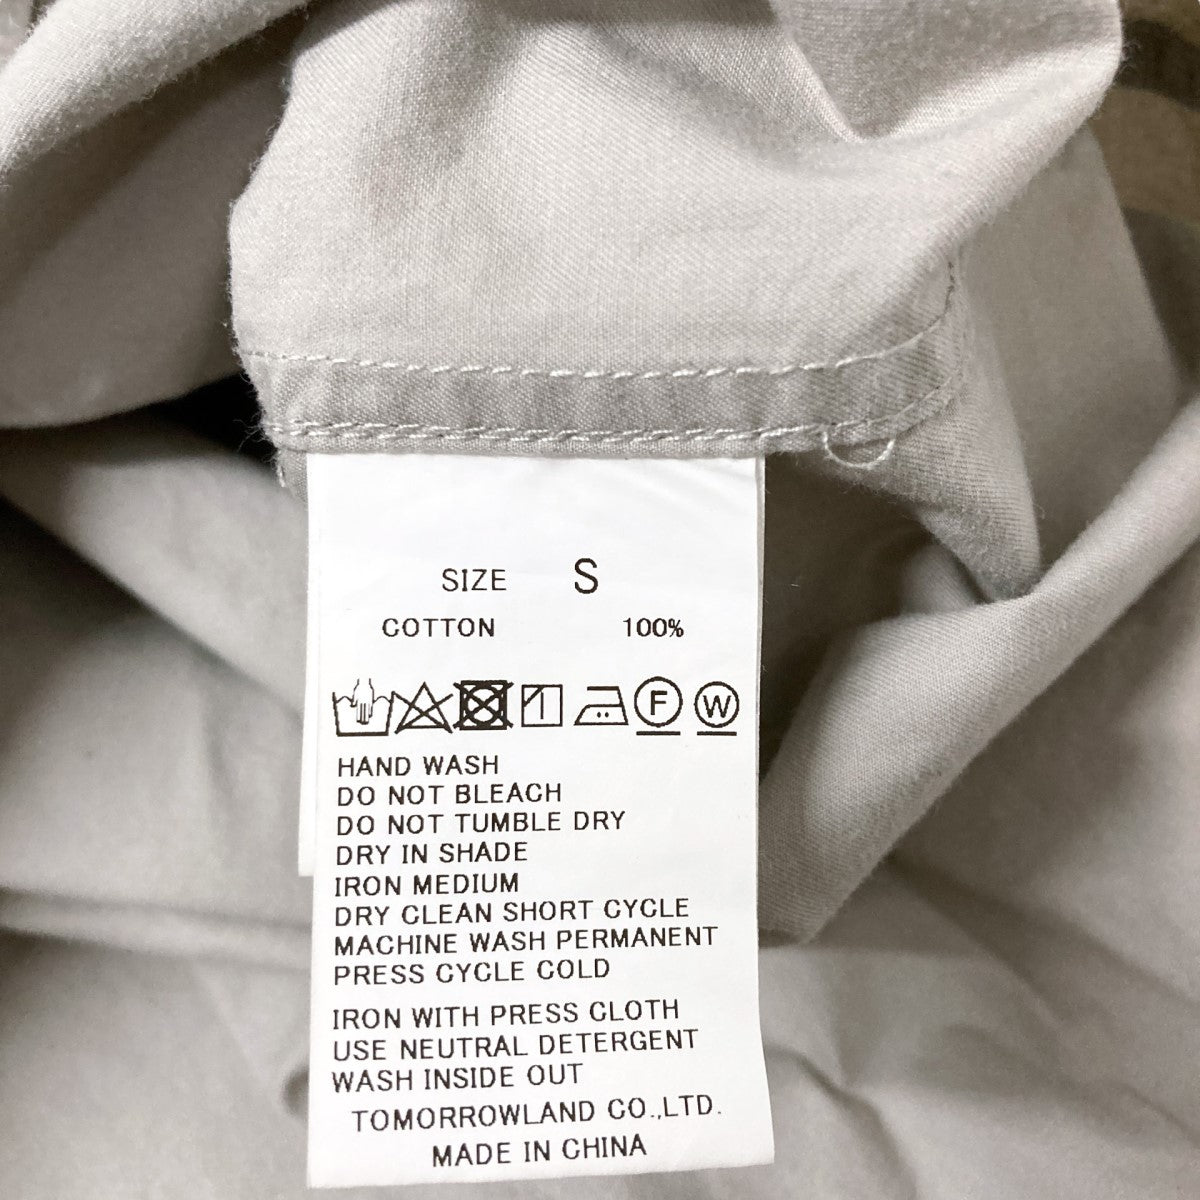 SIZE S
COTTON 100%
F W
HAND WASH
DO NOT BLEACH
DO NOT TUMBLE DRY
DRY IN SHADE
IRON MEDIUM
DRY CLEAN SHORT CYCLE
MACHINE WASH PERMANENT
PRESS CYCLE COLD
IRON WITH PRESS CLOTH
USE NEUTRAL DETERGENT
WASH INSIDE OUT
TOMORROWLAND CO.,LTD.
MADE IN CHINA